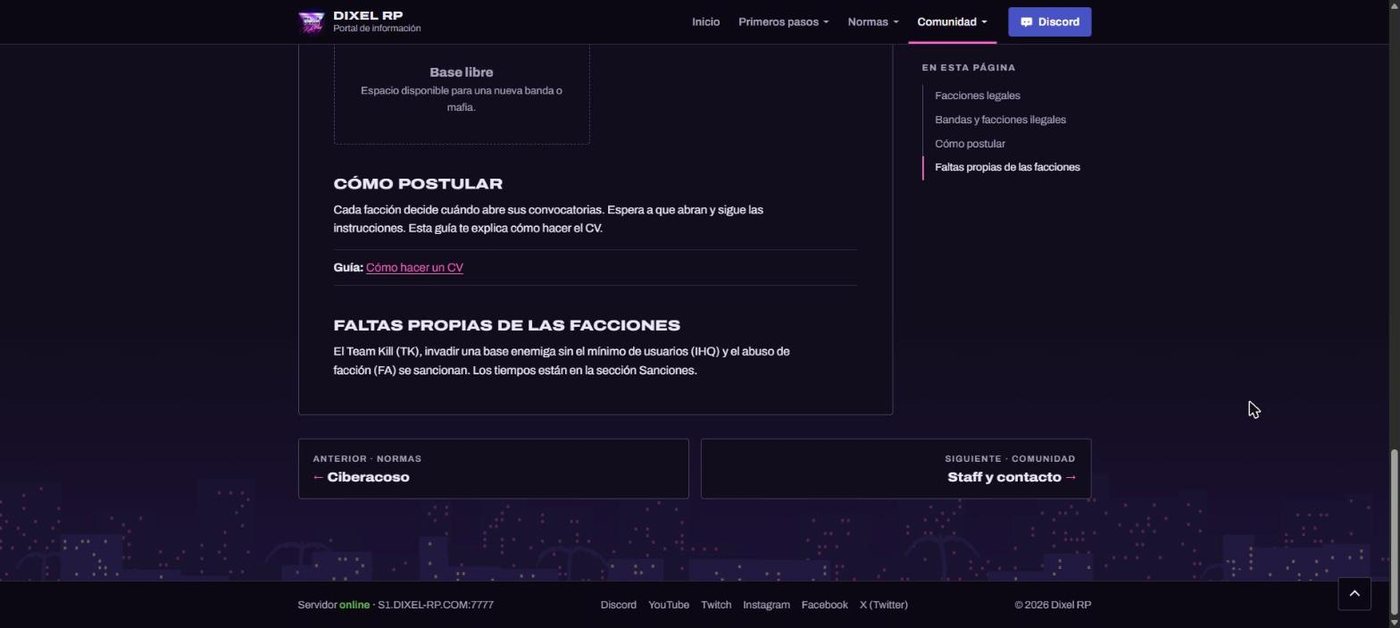 DIXEL RP
Portal de información
Inicio
Primeros pasos
Normas
Comunidad
Discord
Base libre
Espacio disponible para una nueva banda o
mafia.
CÓMO POSTULAR
Cada facción decide cuándo abre sus convocatorias. Espera a que abran y sigue las
instrucciones. Esta guía te explica cómo hacer el CV.
Guía: Cómo hacer un CV
FALTAS PROPIAS DE LAS FACCIONES
El Team Kill (TK), invadir una base enemiga sin el mínimo de usuarios (IHQ) y el abuso de
facción (FA) se sancionan. Los tiempos están en la sección Sanciones.
EN ESTA PÁGINA
Facciones legales
Bandas y facciones ilegales
Cómo postular
Faltas propias de las facciones
ANTERIOR · NORMAS
← Ciberacoso
SIGUIENTE · COMUNIDAD
Staff y contacto →
Servidor online · S1.DIXEL-RP.COM:7777
Discord
YouTube
Twitch
Instagram
Facebook
X (Twitter)
© 2026 Dixel RP